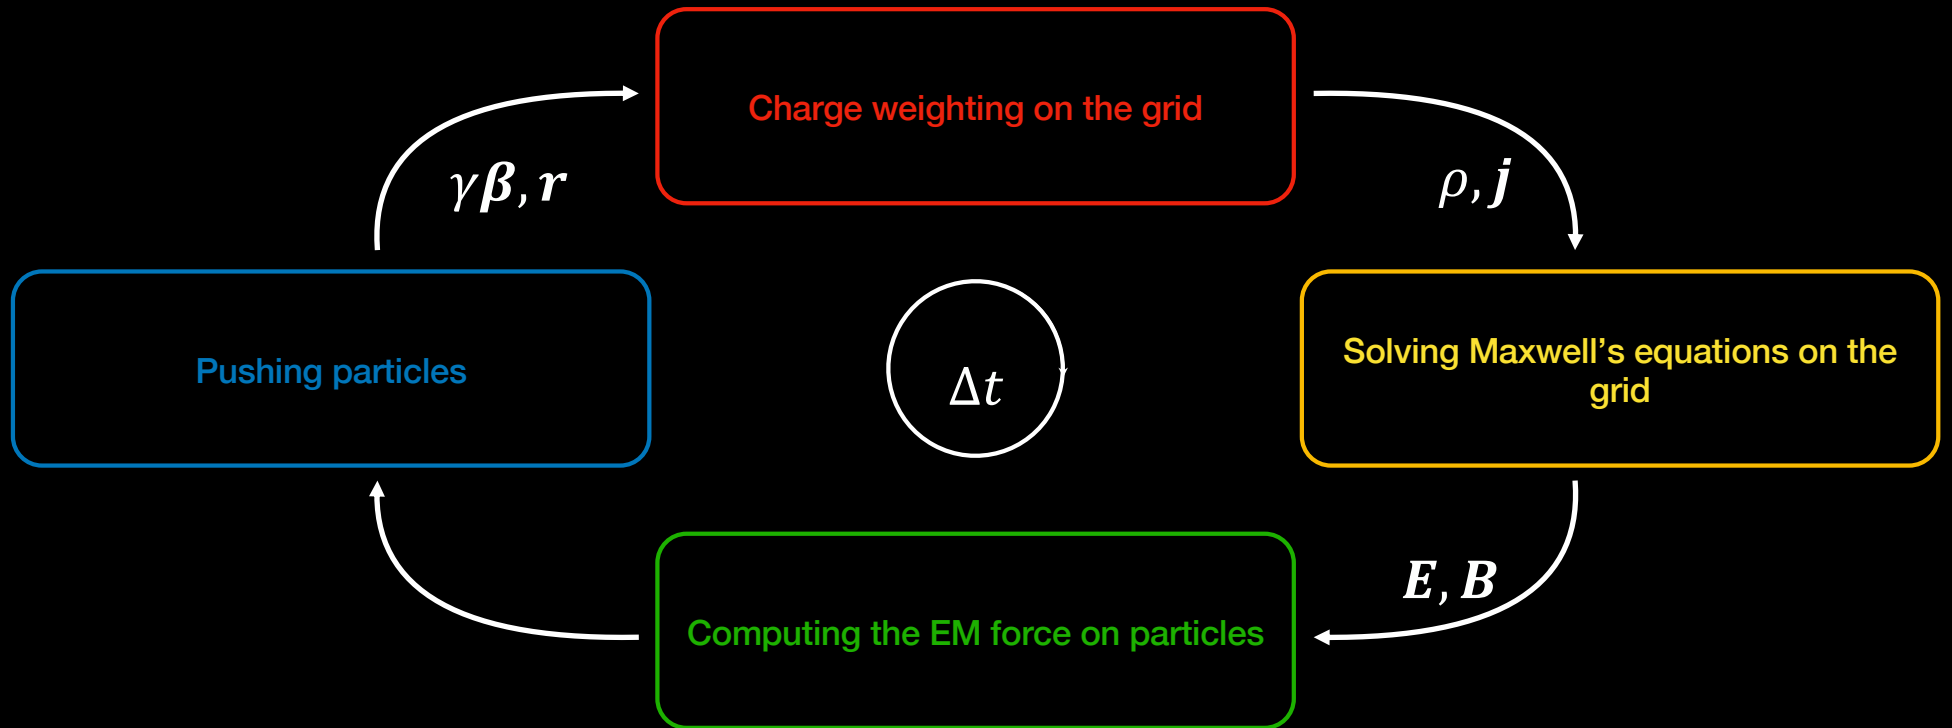 Charge weighting on the grid
γβ, r
ρ, j
Pushing particles
Δt
Solving Maxwell’s equations on the
grid
E, B
Computing the EM force on particles